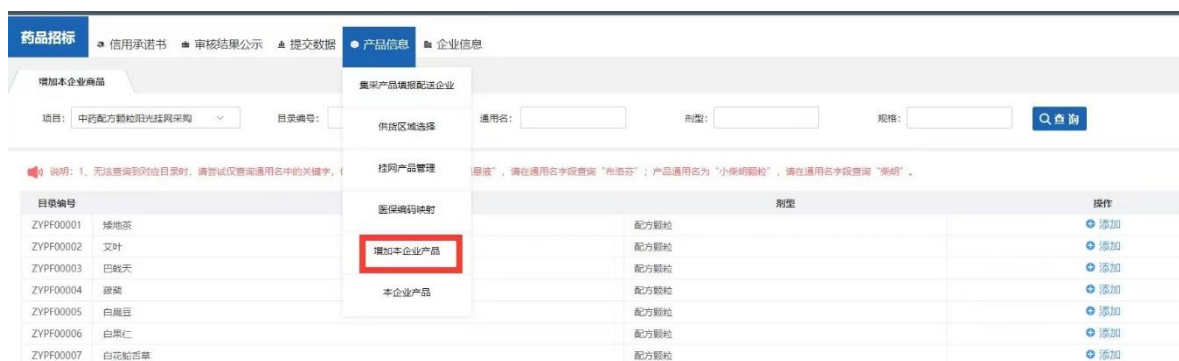 药品招标 信用承诺书 审核结果公示 提交数据 产品信息 企业信息
增加本企业商品
集采产品填报配送企业
项目： 中药配方颗粒阳光挂网采购 目录编号： 通用名： 剂型： 规格： 查询
供货区域选择
说明：1、无法查询到对应目录时，请尝试仅查询通用名中的关键字， 悬液”，请在通用名字段查询“布洛芬”；产品通用名为“小柴胡颗粒”，请在通用名字段查询“柴胡”。
挂网产品管理
目录编号 剂型 操作
医保编码映射
ZYPF00001 矮地茶 配方颗粒 添加
ZYPF00002 艾叶 配方颗粒 添加
增加本企业产品
ZYPF00003 巴戟天 配方颗粒 添加
ZYPF00004 配方颗粒 添加
本企业产品
ZYPF00005 白扁豆 配方颗粒 添加
ZYPF00006 白果仁 配方颗粒 添加
ZYPF00007 白花蛇舌草 配方颗粒 添加